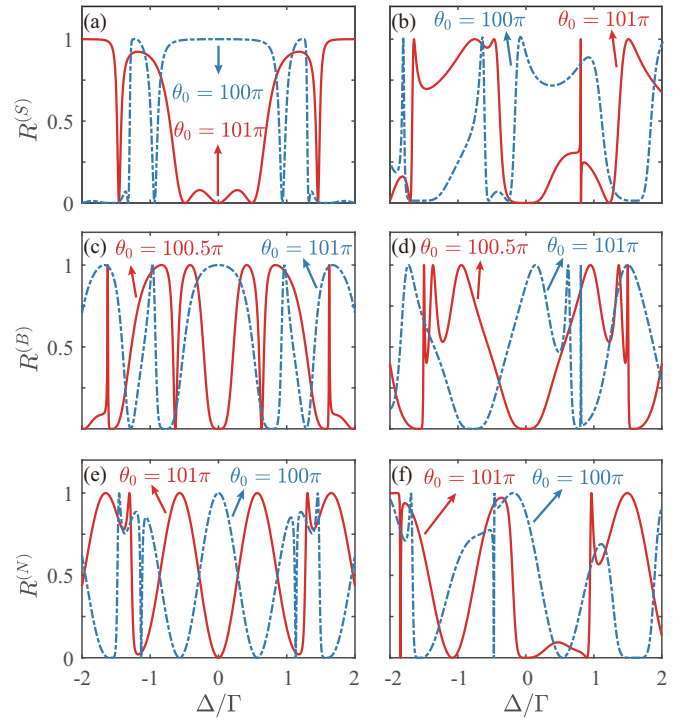 (a)
(b)
θ₀ = 100π
θ₀ = 101π
θ₀ = 100π
θ₀ = 101π
R⁽ˢ⁾
1
0.5
0
(c)
θ₀ = 100.5π
θ₀ = 101π
(d)
θ₀ = 100.5π
θ₀ = 101π
R⁽ᴮ⁾
1
0.5
(e)
θ₀ = 101π
θ₀ = 100π
(f)
θ₀ = 101π
θ₀ = 100π
R⁽ᴺ⁾
1
0.5
0
-2 -1 0 1 2
-2 -1 0 1 2
Δ/Γ
Δ/Γ